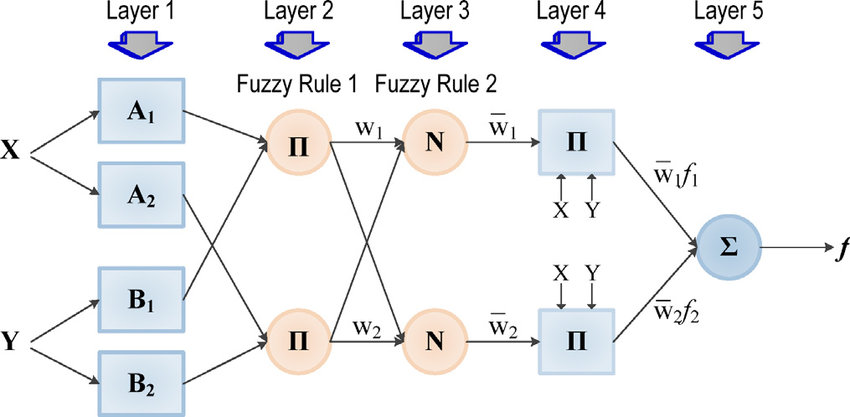 Layer 1 Layer 2 Layer 3 Layer 4 Layer 5
Fuzzy Rule 1 Fuzzy Rule 2
X
Y
A₁
A₂
B₁
B₂
Π
Π
w₁
w₂
N
N
w̅₁
w̅₂
Π
X Y
X Y
Π
w̅₁f₁
w̅₂f₂
Σ
f